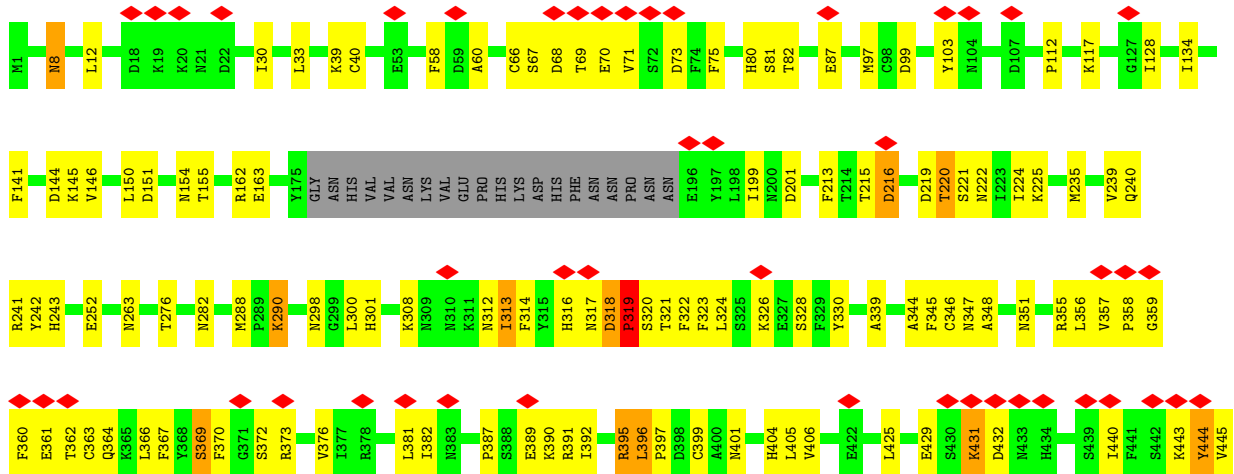 M1 N8 L12 D18 K19 K20 N21 D22 I30 L33 K39 C40 E53 F58 D59 A60 C66 S67 D68 T69 E70 V71 S72 D73 F74 F75 H80 S81 T82 E87 M97 C98 D99 Y103 N104 D107 P112 K117 G127 I128 I134
F141 D144 K145 V146 L150 D151 N154 T155 R162 E163 Y175 GLY ASN HIS VAL VAL ASN LYS VAL GLU PRO HIS LYS ASP HIS PHE ASN ASN PRO ASN ASN E196 Y197 L198 I199 N200 D201 F213 T214 T215 D216 D219 T220 S221 N222 I223 I224 K225 M235 V239 Q240
R241 Y242 H243 E252 N263 T276 N282 M288 P289 K290 N298 G299 L300 H301 K308 N309 N310 K311 N312 I313 F314 Y315 H316 N317 D318 P319 S320 T321 F322 F323 L324 S325 K326 E327 S328 F329 Y330 A339 A344 F345 C346 N347 A348 N351 R355 L356 V357 P358 G359
F360 E361 T362 C363 Q364 K365 L366 F367 Y368 S369 F370 G371 S372 R373 V376 I377 R378 L381 I382 N383 P387 S388 E389 K390 R391 I392 R395 L396 P397 D398 C399 A400 N401 H404 L405 V406 E422 L425 E429 S430 K431 D432 N433 H434 S439 I440 F441 S442 K443 Y444 V445